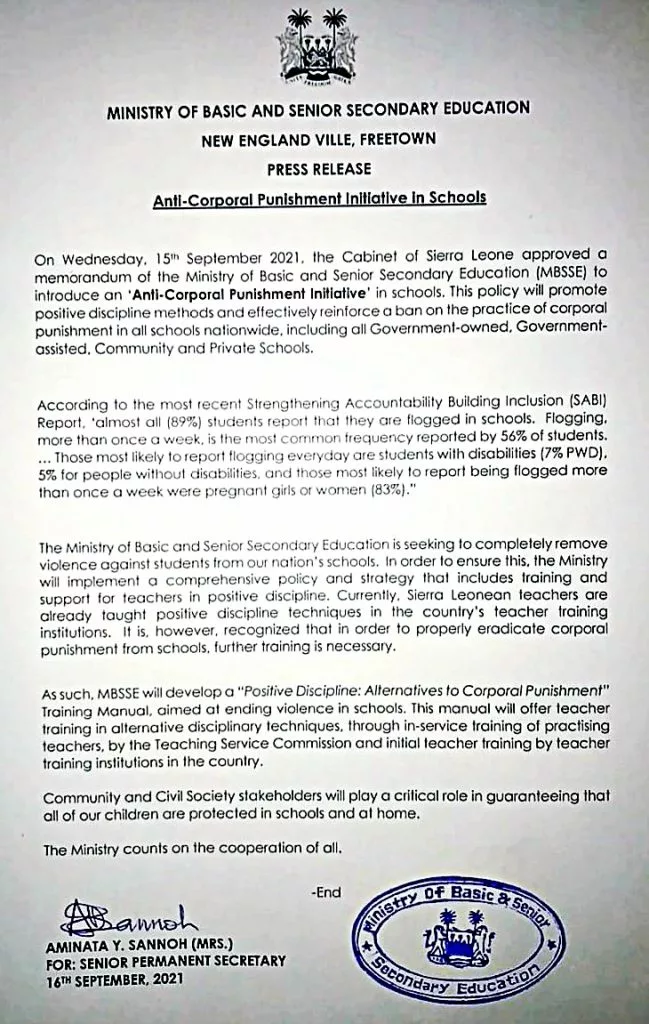 MINISTRY OF BASIC AND SENIOR SECONDARY EDUCATION
NEW ENGLAND VILLE, FREETOWN
PRESS RELEASE
Anti-Corporal Punishment Initiative in Schools
On Wednesday, 15th September 2021, the Cabinet of Sierra Leone approved a
memorandum of the Ministry of Basic and Senior Secondary Education (MBSSE) to
introduce an 'Anti-Corporal Punishment Initiative' in schools. This policy will promote
positive discipline methods and effectively reinforce a ban on the practice of corporal
punishment in all schools nationwide, including all Government-owned, Government-
assisted, Community and Private Schools.
According to the most recent Strengthening Accountability Building Inclusion (SABI)
Report, 'almost all (89%) students report that they are flogged in schools. Flogging,
more than once a week, is the most common frequency reported by 56% of students.
... Those most likely to report flogging everyday are students with disabilities (7% PWD),
5% for people without disabilities, and those most likely to report being flogged more
than once a week were pregnant girls or women (83%)."
The Ministry of Basic and Senior Secondary Education is seeking to completely remove
violence against students from our nation's schools. In order to ensure this, the Ministry
will implement a comprehensive policy and strategy that includes training and
support for teachers in positive discipline. Currently, Sierra Leonean teachers are
already taught positive discipline techniques in the country's teacher training
institutions. It is, however, recognized that in order to properly eradicate corporal
punishment from schools, further training is necessary.
As such, MBSSE will develop a "Positive Discipline: Alternatives to Corporal Punishment"
Training Manual, aimed at ending violence in schools. This manual will offer teacher
training in alternative disciplinary techniques, through in-service training of practising
teachers, by the Teaching Service Commission and initial teacher training by teacher
training institutions in the country.
Community and Civil Society stakeholders will play a critical role in guaranteeing that
all of our children are protected in schools and at home.
The Ministry counts on the cooperation of all.
-End
Sannoh
AMINATA Y. SANNOH (MRS.)
FOR: SENIOR PERMANENT SECRETARY
16TH SEPTEMBER, 2021
Ministry Of Basic & Senior
Secondary Education